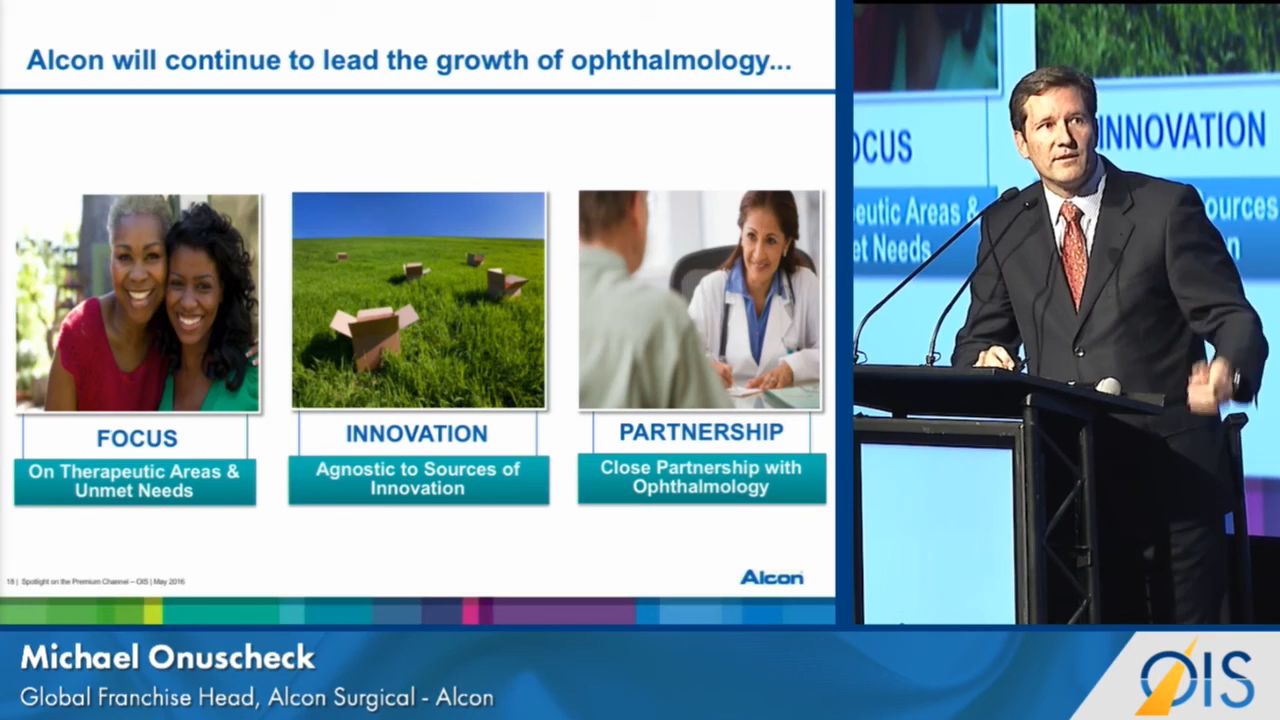 Alcon will continue to lead the growth of ophthalmology...
FOCUS
On Therapeutic Areas &
Unmet Needs
INNOVATION
Agnostic to Sources of
Innovation
PARTNERSHIP
Close Partnership with
Ophthalmology
18 | Spotlight on the Premium Channel – OIS | May 2016
Alcon
OCUS
INNOVATION
eutic Areas &
et Needs
ources
n
Michael Onuscheck
Global Franchise Head, Alcon Surgical - Alcon
OIS